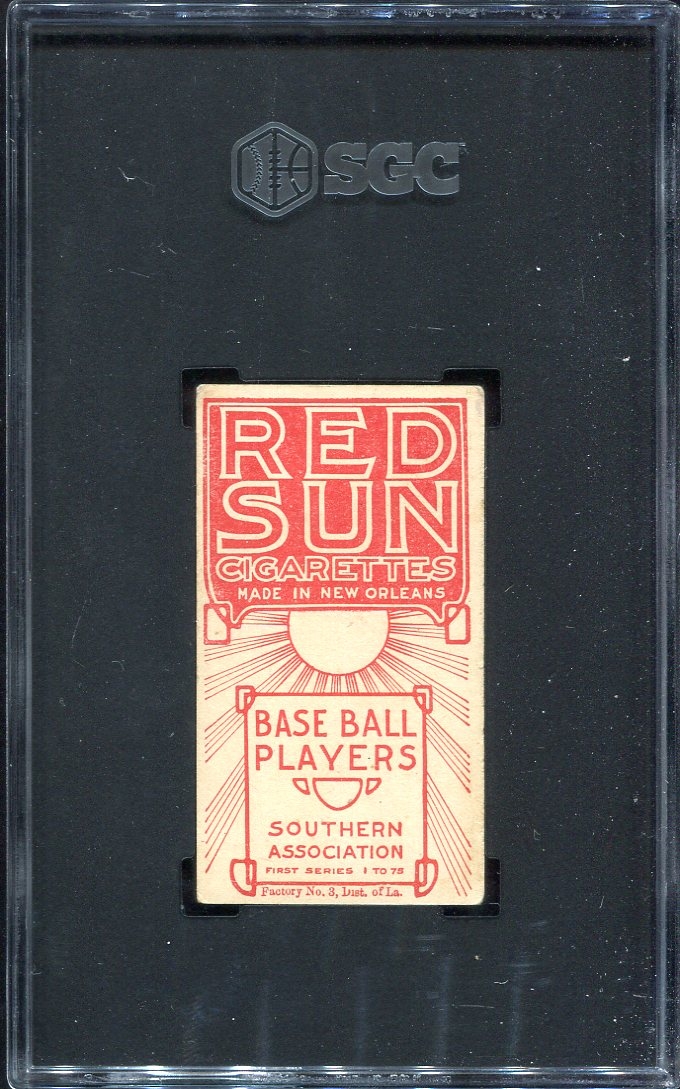 SGC
RED
SUN
CIGARETTES
MADE IN NEW ORLEANS
BASE BALL
PLAYERS
SOUTHERN
ASSOCIATION
FIRST SERIES 1 TO 75
Factory No. 3, Dist. of La.